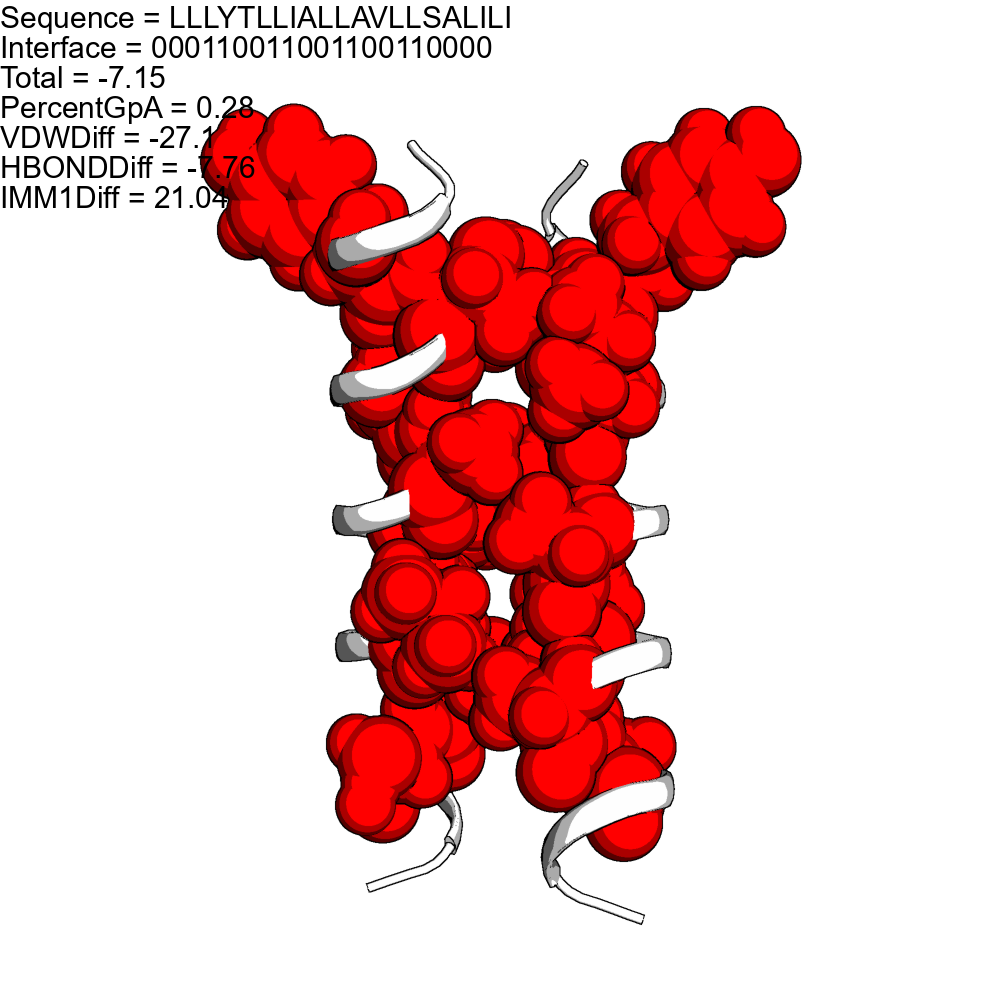 Sequence = LLLYTLLIALLAVLLSALILI
Interface = 000110011001100110000
Total = -7.15
PercentGpA = 0.28
VDWDiff = -27.1
HBONDDiff = -7.76
IMM1Diff = 21.04